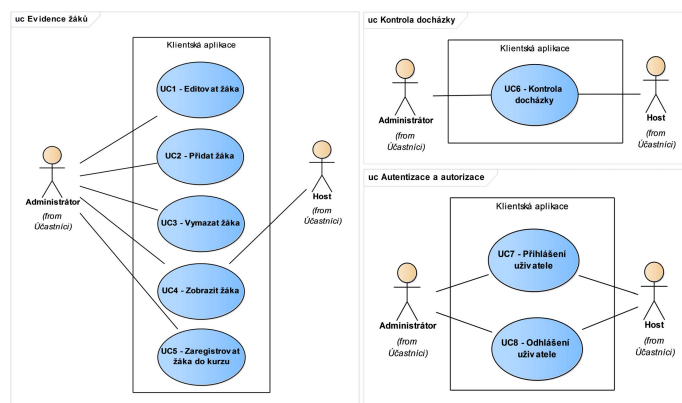 uc Evidence žáků
Klientská aplikace
UC1 - Editovat žáka
UC2 - Přidat žáka
UC3 - Vymazat žáka
UC4 - Zobrazit žáka
UC5 - Zaregistrovat
žáka do kurzu
Administrátor
(from
Účastníci)
Host
(from
Účastníci)
uc Kontrola docházky
Klientská aplikace
UC6 - Kontrola
docházky
Administrátor
(from
Účastníci)
Host
(from
Účastníci)
uc Autentizace a autorizace
Klientská aplikace
UC7 - Přihlášení
uživatele
UC8 - Odhlášení
uživatele
Administrátor
(from
Účastníci)
Host
(from
Účastníci)